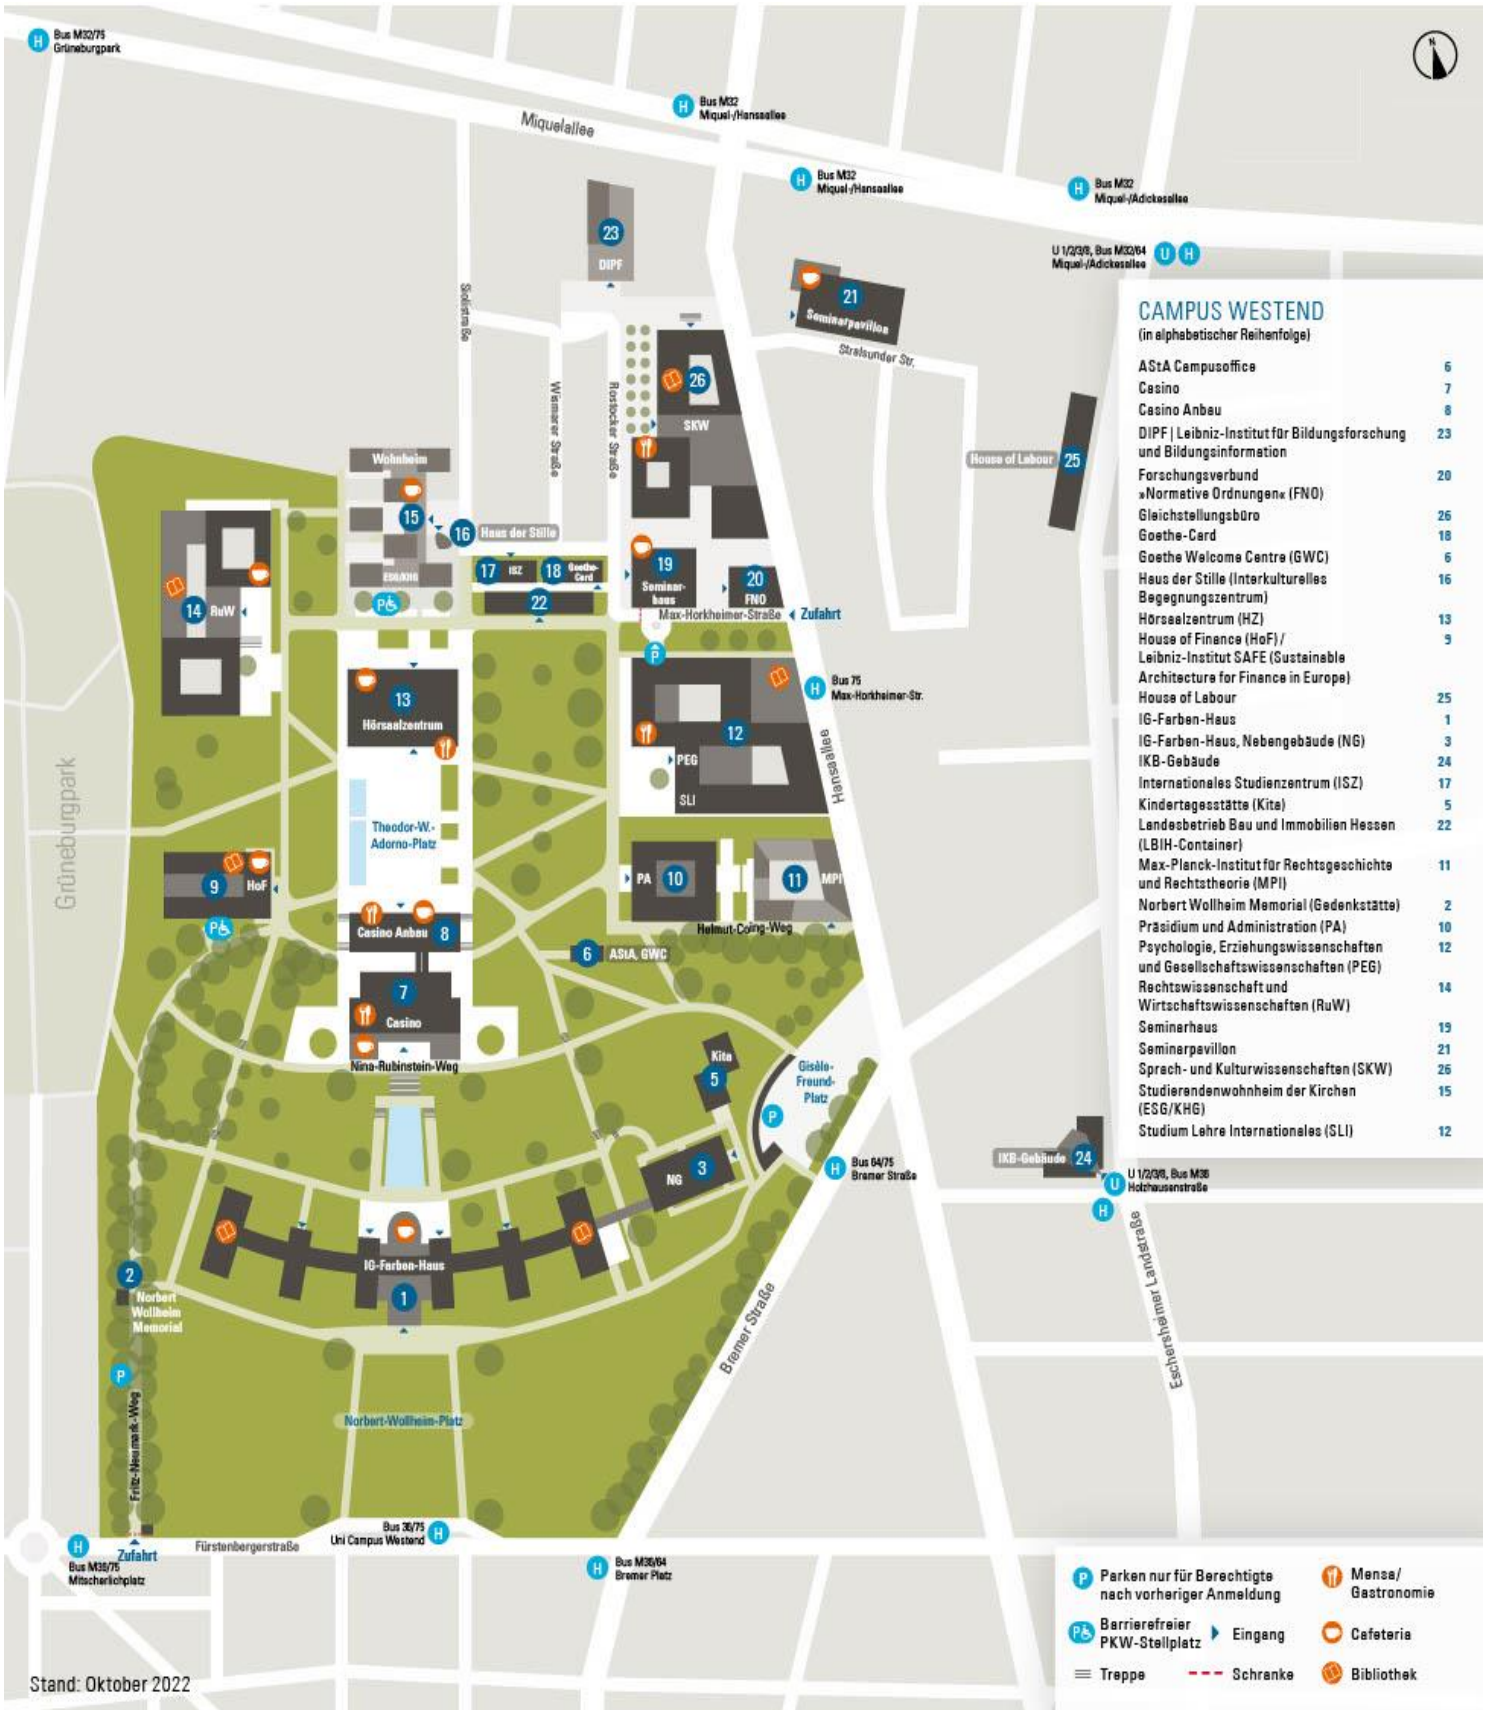 Bus M32/75
Grüneburgpark
N
Bus M32
Miquel-/Hansaallee
Miquelallee
Bus M32
Miquel-/Hansaallee
Bus M32
Miquel-/Adickesallee
U 1/2/3/8, Bus M32/64
Miquel-/Adickesallee
U
H
23
DIPF
21
Seminarpavillon
Stralsunder Str.
Siolistraße
Wismarer Straße
Rostocker Straße
26
SKW
House of Labour 25
Wohnheim
15
16 Haus der Stille
ESG/KHG
17 ISZ
18 Goethe-
Card
22
19
Seminar-
haus
20
FNO
Max-Horkheimer-Straße
Zufahrt
14 RuW
13
Hörsaalzentrum
12
PEG
SLI
Bus 75
Max-Horkheimer-Str.
Hansaallee
Grüneburgpark
Theodor-W.-
Adorno-Platz
9 HoF
PA 10
11 MPI
Casino Anbau 8
Helmut-Coing-Weg
6 AStA, GWC
7
Casino
Nina-Rubinstein-Weg
Kita
5
Gisèle-
Freund-
Platz
P
3
NG
Bus 64/75
Bremer Straße
IKB-Gebäude 24
U 1/2/3/8, Bus M36
Holzhausenstraße
IG-Farben-Haus
1
2
Norbert
Wollheim
Memorial
P
Fritz-Neumark-Weg
Norbert-Wollheim-Platz
Bremer Straße
Eschersheimer Landstraße
Bus 36/75
Uni Campus Westend
Fürstenbergerstraße
Zufahrt
Bus M36/75
Mitscherlichplatz
Bus M36/64
Bremer Platz
CAMPUS WESTEND
(in alphabetischer Reihenfolge)
AStA Campusoffice 6
Casino 7
Casino Anbau 8
DIPF | Leibniz-Institut für Bildungsforschung 23
und Bildungsinformation
Forschungsverbund 20
»Normative Ordnungen« (FNO)
Gleichstellungsbüro 26
Goethe-Card 18
Goethe Welcome Centre (GWC) 6
Haus der Stille (Interkulturelles 16
Begegnungszentrum)
Hörsaalzentrum (HZ) 13
House of Finance (HoF) / 9
Leibniz-Institut SAFE (Sustainable
Architecture for Finance in Europe)
House of Labour 25
IG-Farben-Haus 1
IG-Farben-Haus, Nebengebäude (NG) 3
IKB-Gebäude 24
Internationales Studienzentrum (ISZ) 17
Kindertagesstätte (Kita) 5
Landesbetrieb Bau und Immobilien Hessen 22
(LBIH-Container)
Max-Planck-Institut für Rechtsgeschichte 11
und Rechtstheorie (MPI)
Norbert Wollheim Memorial (Gedenkstätte) 2
Präsidium und Administration (PA) 10
Psychologie, Erziehungswissenschaften 12
und Gesellschaftswissenschaften (PEG)
Rechtswissenschaft und 14
Wirtschaftswissenschaften (RuW)
Seminarhaus 19
Seminarpavillon 21
Sprach- und Kulturwissenschaften (SKW) 26
Studierendenwohnheim der Kirchen 15
(ESG/KHG)
Studium Lehre Internationales (SLI) 12
P Parken nur für Berechtigte
nach vorheriger Anmeldung
Barrierefreier
PKW-Stellplatz
Eingang
Treppe
Schranke
Mensa/
Gastronomie
Cafeteria
Bibliothek
Stand: Oktober 2022